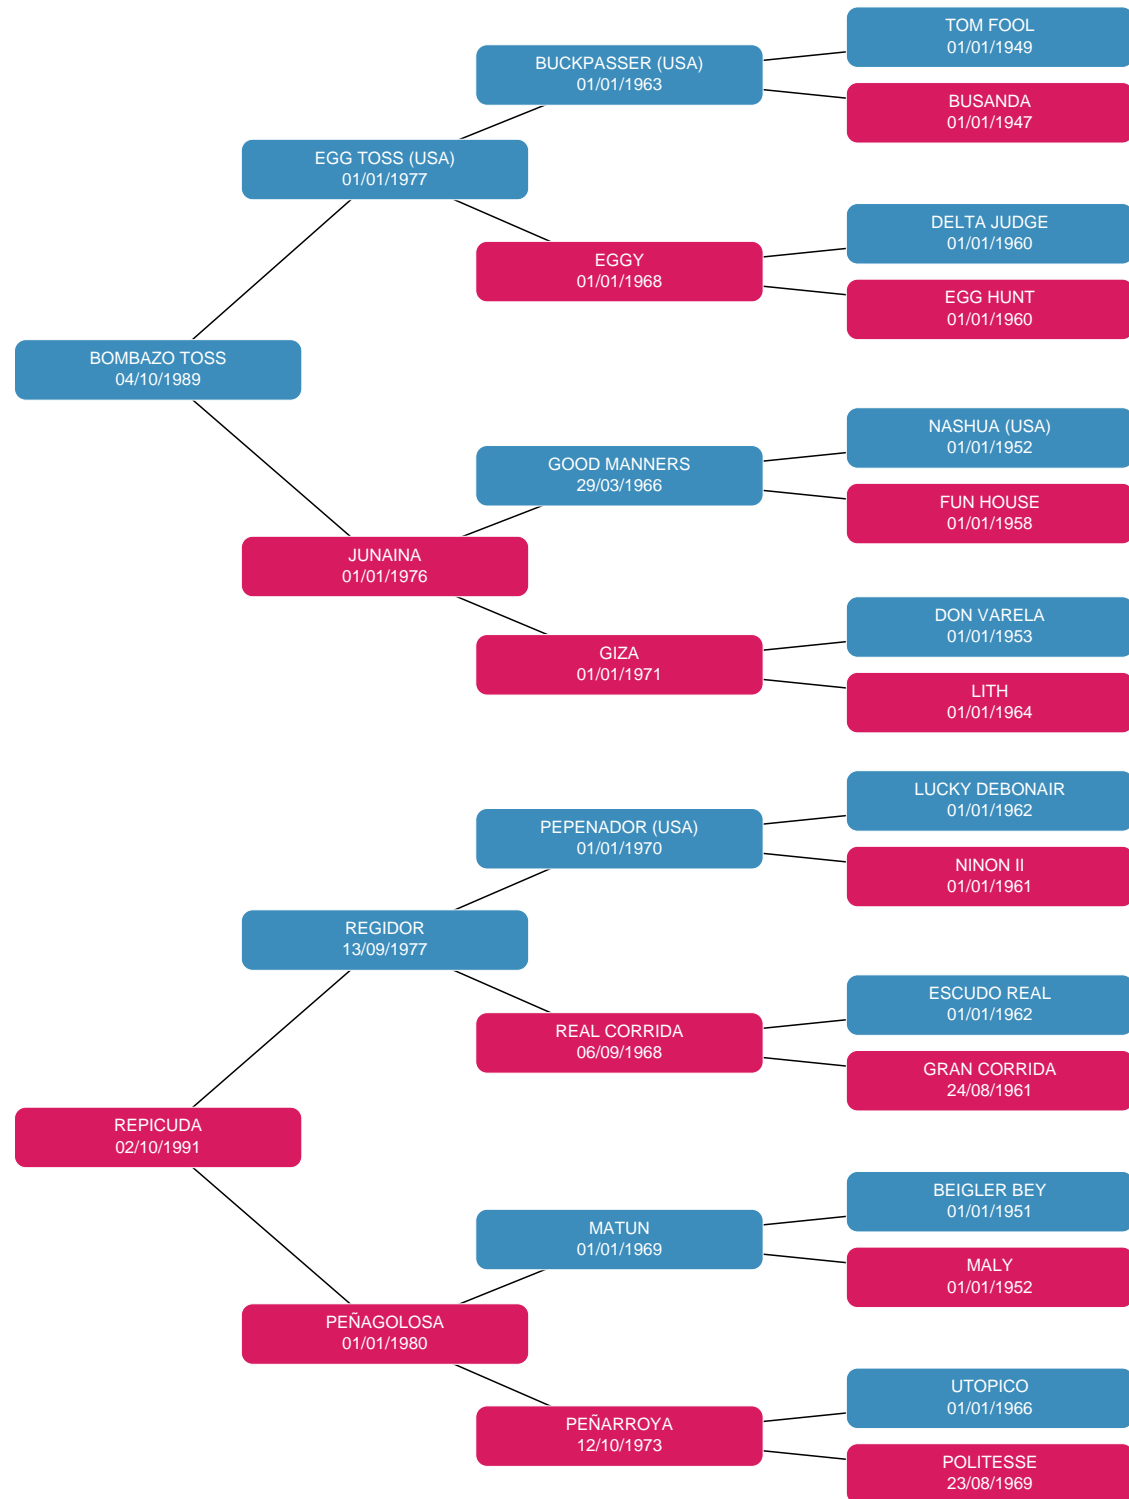 TOM FOOL
01/01/1949
BUCKPASSER (USA)
01/01/1963
BUSANDA
01/01/1947
EGG TOSS (USA)
01/01/1977
DELTA JUDGE
01/01/1960
EGGY
01/01/1968
EGG HUNT
01/01/1960
BOMBAZO TOSS
04/10/1989
NASHUA (USA)
01/01/1952
GOOD MANNERS
29/03/1966
FUN HOUSE
01/01/1958
JUNAINA
01/01/1976
DON VARELA
01/01/1953
GIZA
01/01/1971
LITH
01/01/1964
LUCKY DEBONAIR
01/01/1962
PEPENADOR (USA)
01/01/1970
NINON II
01/01/1961
REGIDOR
13/09/1977
ESCUDO REAL
01/01/1962
REAL CORRIDA
06/09/1968
GRAN CORRIDA
24/08/1961
REPICUDA
02/10/1991
BEIGLER BEY
01/01/1951
MATUN
01/01/1969
MALY
01/01/1952
PEÑAGOLOSA
01/01/1980
UTOPICO
01/01/1966
PEÑARROYA
12/10/1973
POLITESSE
23/08/1969